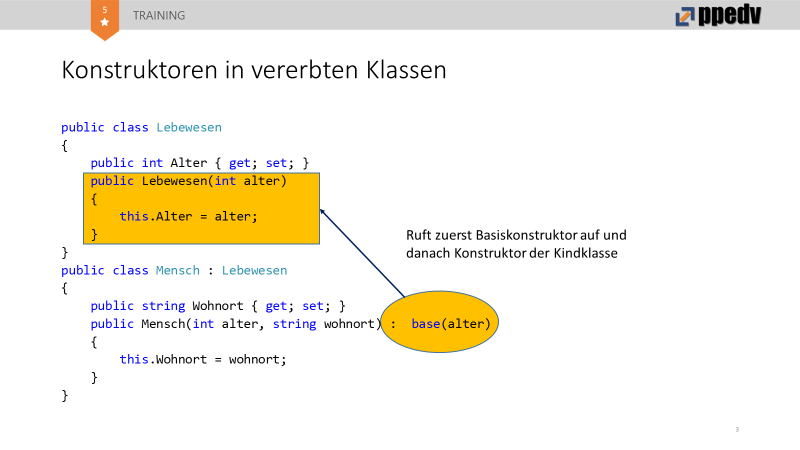 5
TRAINING
ppedv
Konstruktoren in vererbten Klassen
public class Lebewesen
{
public int Alter { get; set; }
public Lebewesen(int alter)
{
this.Alter = alter;
}
}
Ruft zuerst Basiskonstruktor auf und
danach Konstruktor der Kindklasse
public class Mensch : Lebewesen
{
public string Wohnort { get; set; }
public Mensch(int alter, string wohnort) : base(alter)
{
this.Wohnort = wohnort;
}
}
3